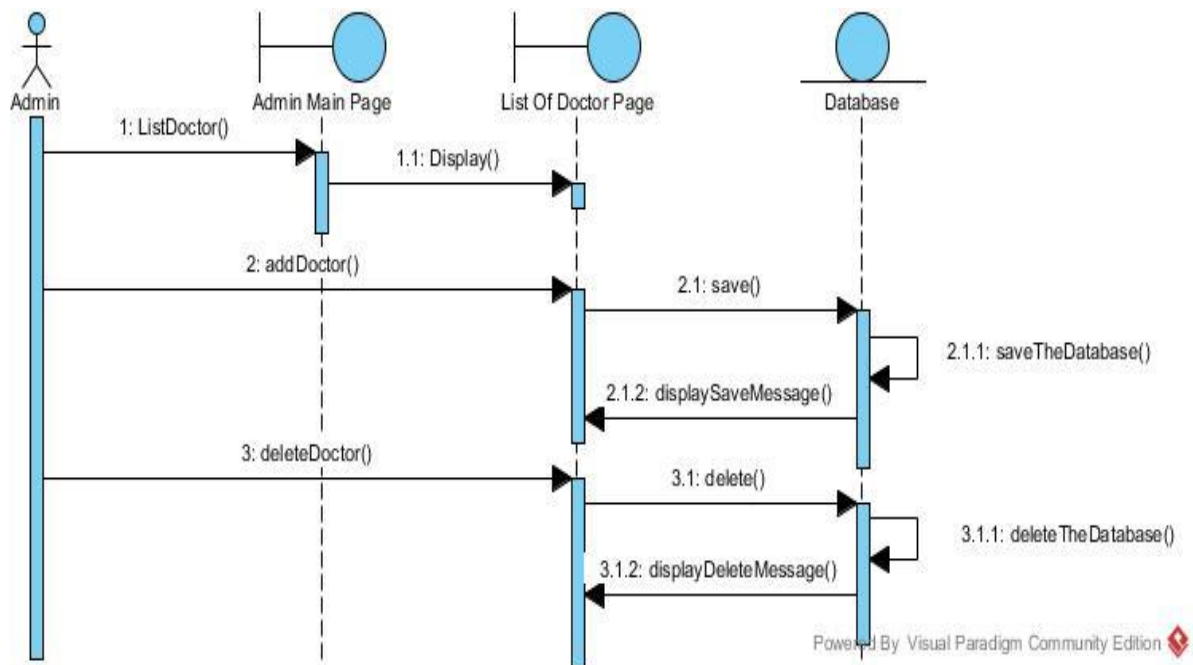 Admin
Admin Main Page
List Of Doctor Page
Database
1: ListDoctor()
1.1: Display()
2: addDoctor()
2.1: save()
2.1.1: saveTheDatabase()
2.1.2: displaySaveMessage()
3: deleteDoctor()
3.1: delete()
3.1.1: deleteTheDatabase()
3.1.2: displayDeleteMessage()
Powered By Visual Paradigm Community Edition